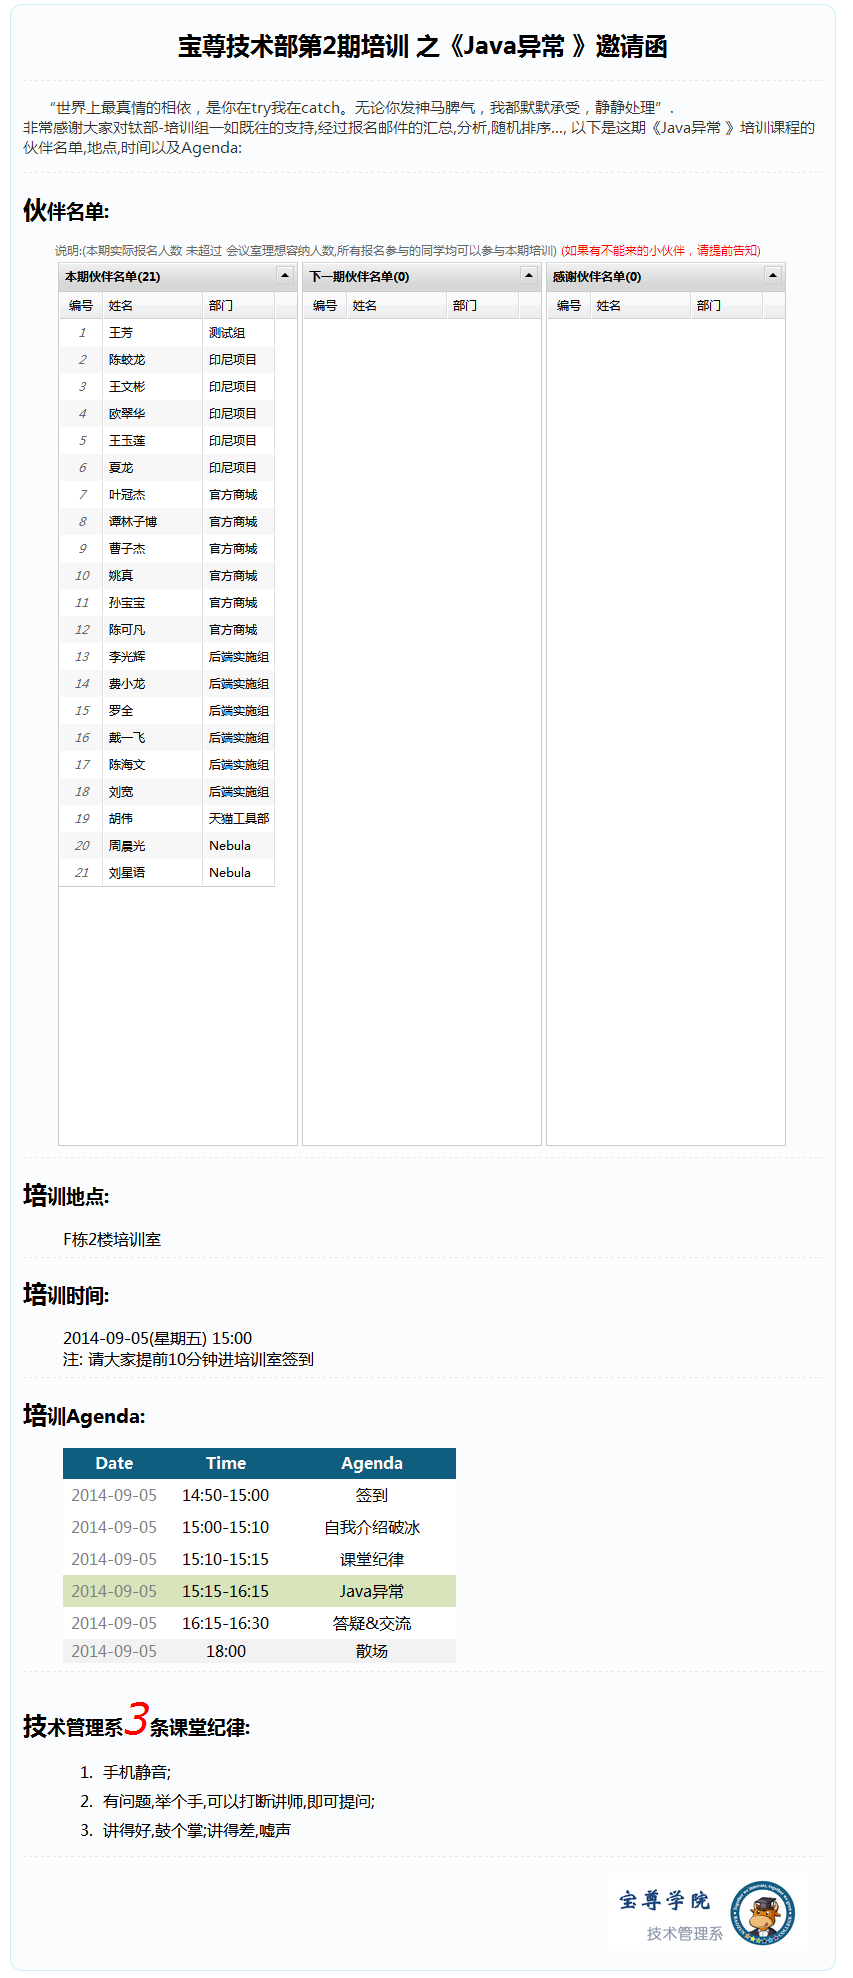 宝尊技术部第2期培训 之《Java异常 》邀请函
“世界上最真情的相依，是你在try我在catch。无论你发神马脾气，我都默默承受，静静处理”.
非常感谢大家对钛部-培训组一如既往的支持,经过报名邮件的汇总,分析,随机排序..., 以下是这期《Java异常 》培训课程的
伙伴名单,地点,时间以及Agenda:
伙伴名单:
说明:(本期实际报名人数 未超过 会议室理想容纳人数,所有报名参与的同学均可以参与本期培训) (如果有不能来的小伙伴，请提前告知)
本期伙伴名单(21) 下一期伙伴名单(0) 感谢伙伴名单(0)
编号 姓名 部门 编号 姓名 部门 编号 姓名 部门
1 王芳 测试组
2 陈蛟龙 印尼项目
3 王文彬 印尼项目
4 欧翠华 印尼项目
5 王玉莲 印尼项目
6 夏龙 印尼项目
7 叶冠杰 官方商城
8 谭林子博 官方商城
9 曹子杰 官方商城
10 姚真 官方商城
11 孙宝宝 官方商城
12 陈可凡 官方商城
13 李光辉 后端实施组
14 费小龙 后端实施组
15 罗全 后端实施组
16 戴一飞 后端实施组
17 陈海文 后端实施组
18 刘宽 后端实施组
19 胡伟 天猫工具部
20 周晨光 Nebula
21 刘星语 Nebula
培训地点:
F栋2楼培训室
培训时间:
2014-09-05(星期五) 15:00
注: 请大家提前10分钟进培训室签到
培训Agenda:
Date Time Agenda
2014-09-05 14:50-15:00 签到
2014-09-05 15:00-15:10 自我介绍破冰
2014-09-05 15:10-15:15 课堂纪律
2014-09-05 15:15-16:15 Java异常
2014-09-05 16:15-16:30 答疑&交流
2014-09-05 18:00 散场
技术管理系3条课堂纪律:
1. 手机静音;
2. 有问题,举个手,可以打断讲师,即可提问;
3. 讲得好,鼓个掌;讲得差,嘘声
宝尊学院
技术管理系